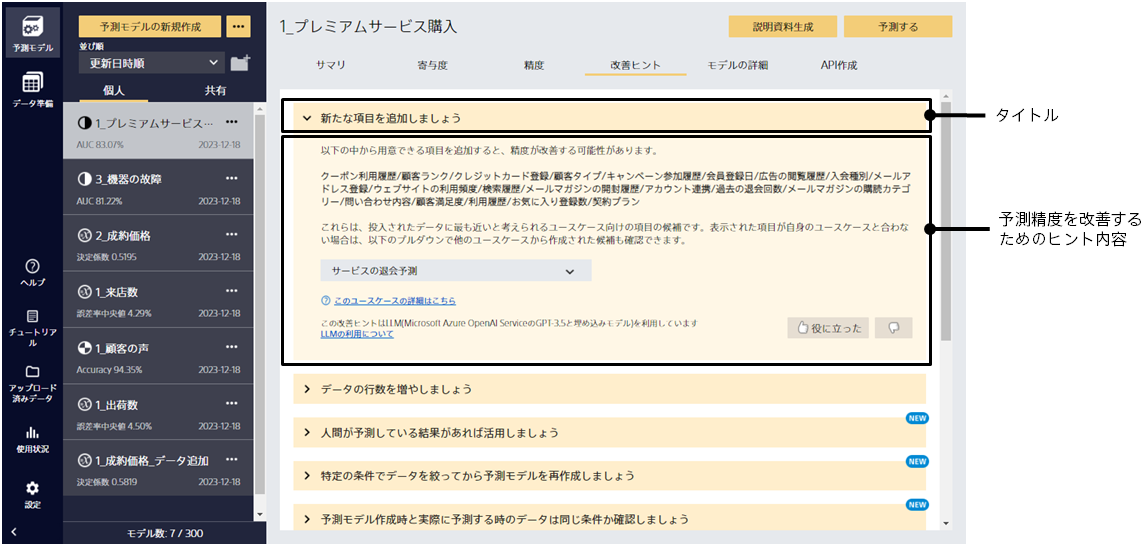 予測モデル
データ準備
ヘルプ
チュートリア
ル
アップロード
済みデータ
使用状況
設定
予測モデルの新規作成
並び順
更新日時順
個人
共有
1_プレミアムサービス…
AUC 83.07%
2023-12-18
3_機器の故障
AUC 81.22%
2023-12-18
2_成約価格
決定係数 0.5195
2023-12-18
1_来店数
誤差率中央値 4.29%
2023-12-18
1_顧客の声
Accuracy 94.35%
2023-12-18
1_出荷数
誤差率中央値 4.50%
2023-12-18
1_成約価格_データ追加
決定係数 0.5819
2023-12-18
モデル数: 7 / 300
1_プレミアムサービス購入
説明資料生成
予測する
サマリ
寄与度
精度
改善ヒント
モデルの詳細
API作成
新たな項目を追加しましょう
以下の中から用意できる項目を追加すると、精度が改善する可能性があります。
クーポン利用履歴/顧客ランク/クレジットカード登録/顧客タイプ/キャンペーン参加履歴/会員登録日/広告の閲覧履歴/入会種別/メールア
ドレス登録/ウェブサイトの利用頻度/検索履歴/メールマガジンの開封履歴/アカウント連携/過去の退会回数/メールマガジンの購読カテゴ
リー/問い合わせ内容/顧客満足度/利用履歴/お気に入り登録数/契約プラン
これらは、投入されたデータに最も近いと考えられるユースケース向けの項目の候補です。表示された項目が自身のユースケースと合わな
い場合は、以下のプルダウンで他のユースケースから作成された候補も確認できます。
サービスの退会予測
このユースケースの詳細はこちら
この改善ヒントはLLM(Microsoft Azure OpenAI ServiceのGPT-3.5と埋め込みモデル)を利用しています
LLMの利用について
役に立った
データの行数を増やしましょう
NEW
人間が予測している結果があれば活用しましょう
NEW
特定の条件でデータを絞ってから予測モデルを再作成しましょう
NEW
予測モデル作成時と実際に予測する時のデータは同じ条件か確認しましょう
タイトル
予測精度を改善する
ためのヒント内容